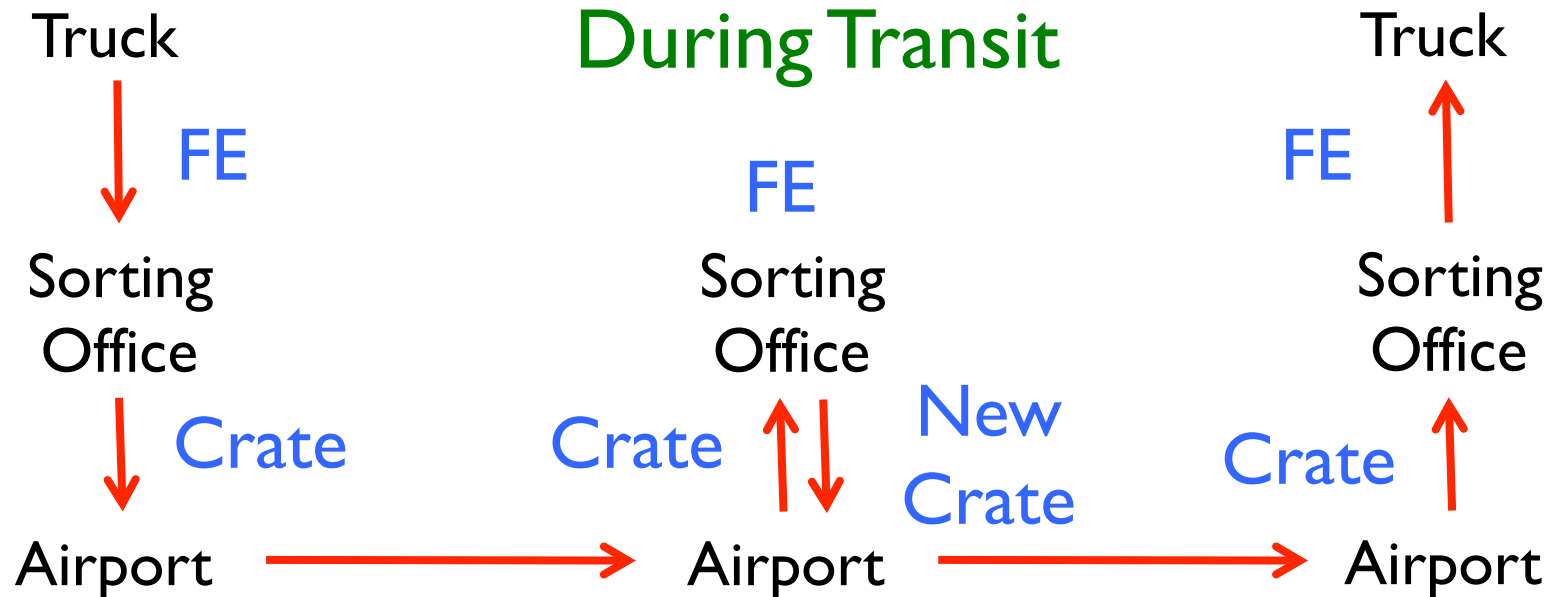 Truck
During Transit
Truck
FE
FE
FE
Sorting
Office
Sorting
Office
Sorting
Office
Crate
Crate
New
Crate
Crate
Airport
Airport
Airport